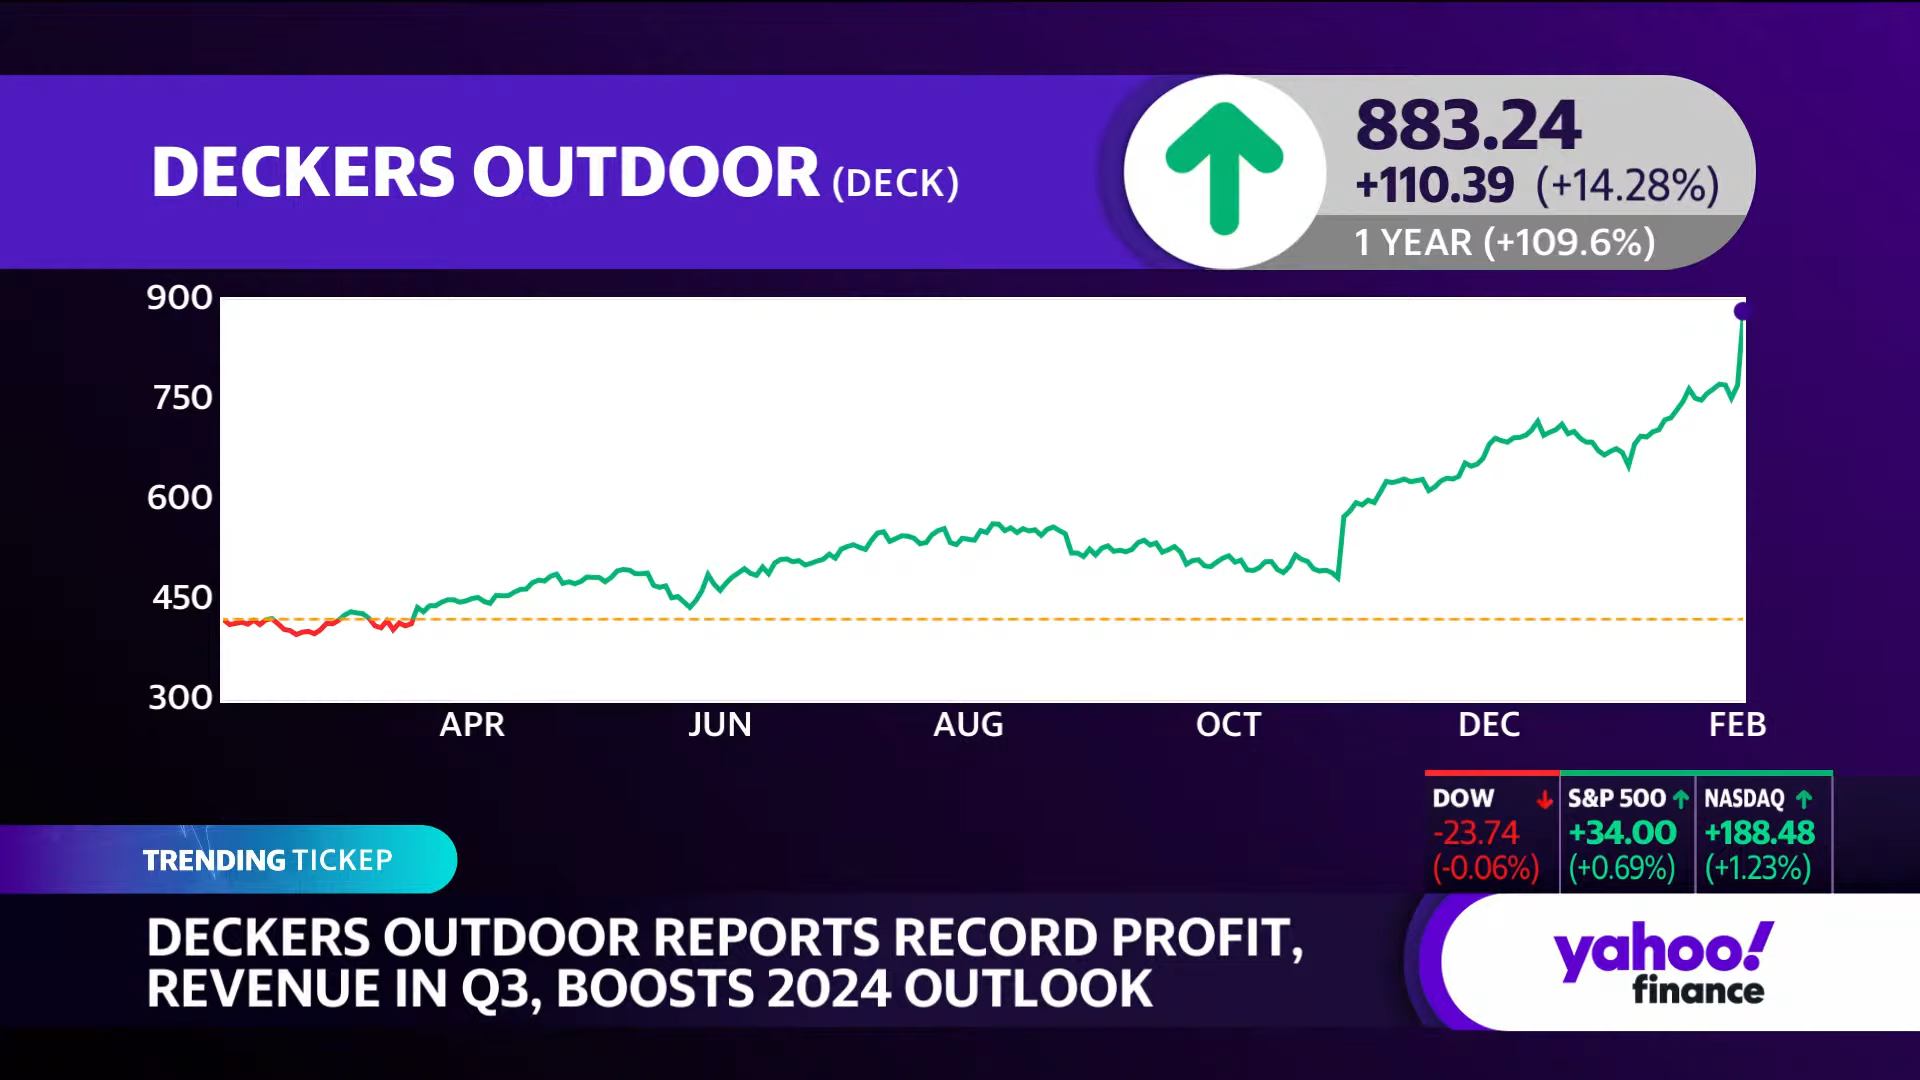 DECKERS OUTDOOR (DECK)
883.24
+110.39 (+14.28%)
1 YEAR (+109.6%)
900
750
600
450
300
APR JUN AUG OCT DEC FEB
DOW S&P 500 NASDAQ
-23.74 +34.00 +188.48
(-0.06%) (+0.69%) (+1.23%)
TRENDING TICKEP
DECKERS OUTDOOR REPORTS RECORD PROFIT,
REVENUE IN Q3, BOOSTS 2024 OUTLOOK
yahoo!
finance